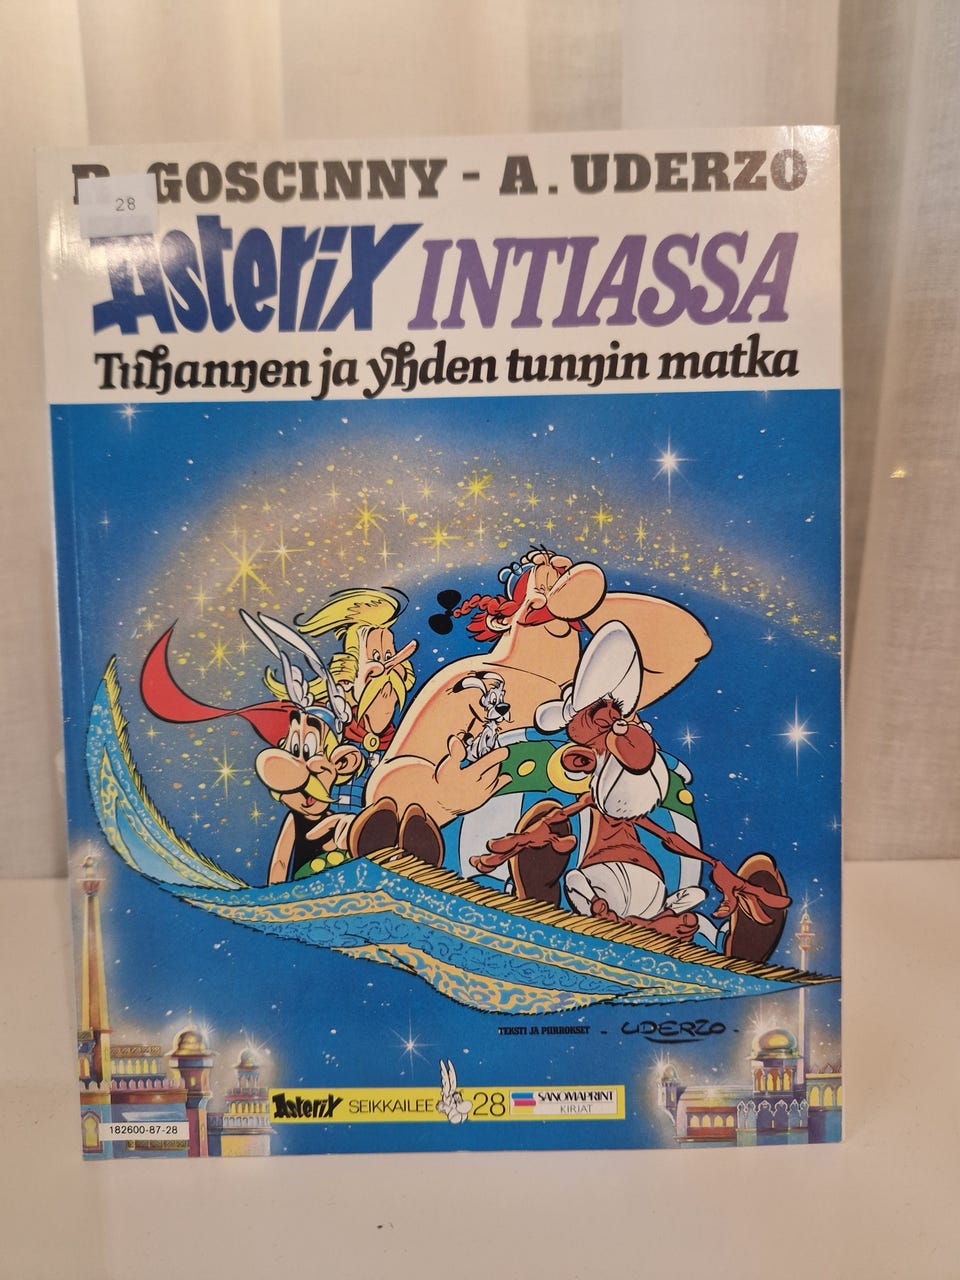 R. GOSCINNY - A. UDERZO
28
Asterix INTIASSA
Tuhannen ja yhden tunnin matka
TEKSTI JA PIIRROKSET - UDERZO -
Asterix SEIKKAILEE 28 SANOMAPRINT
KIRJAT
182600-87-28